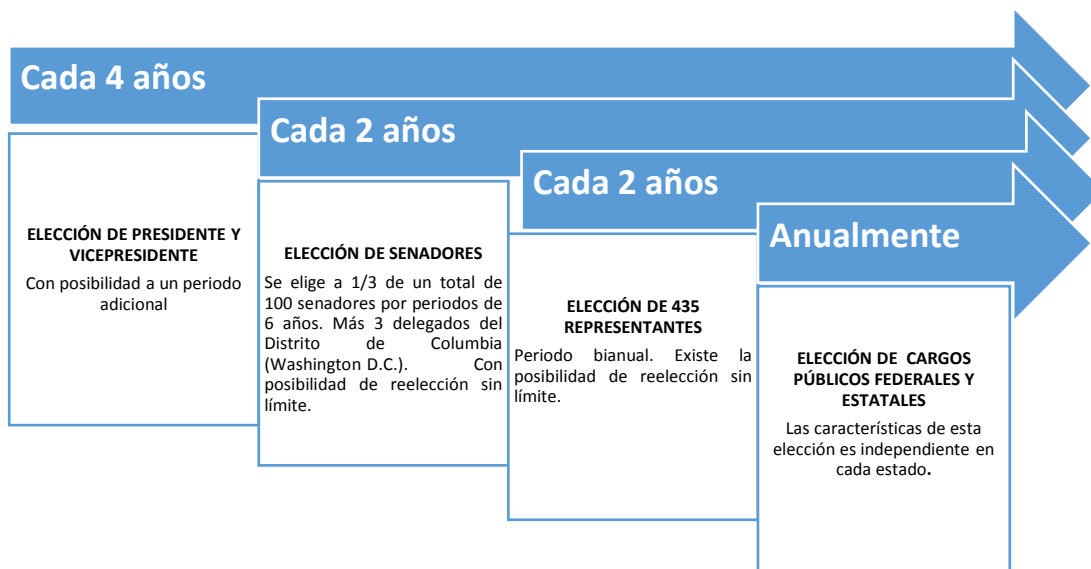 Cada 4 años
ELECCIÓN DE PRESIDENTE Y
VICEPRESIDENTE
Con posibilidad a un periodo
adicional
Cada 2 años
ELECCIÓN DE SENADORES
Se elige a 1/3 de un total de
100 senadores por periodos de
6 años. Más 3 delegados del
Distrito de Columbia
(Washington D.C.). Con
posibilidad de reelección sin
límite.
Cada 2 años
ELECCIÓN DE 435
REPRESENTANTES
Periodo bianual. Existe la
posibilidad de reelección sin
límite.
Anualmente
ELECCIÓN DE CARGOS
PÚBLICOS FEDERALES Y
ESTATALES
Las características de esta
elección es independiente en
cada estado.